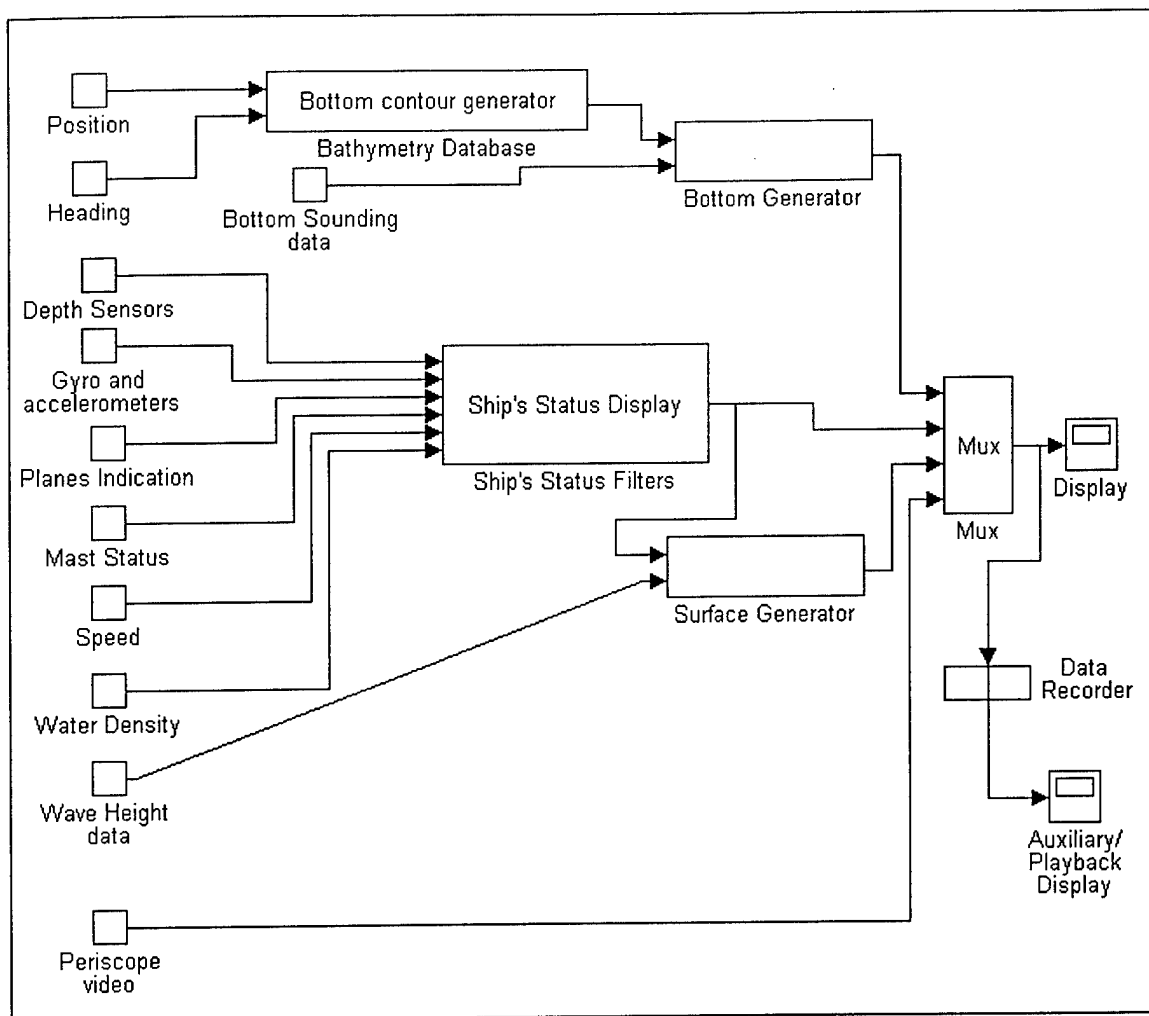 Position
Bottom contour generator
Bathymetry Database
Heading
Bottom Sounding
data
Bottom Generator
Depth Sensors
Gyro and
accelerometers
Planes Indication
Mast Status
Speed
Water Density
Wave Height
data
Periscope
video
Ship's Status Display
Ship's Status Filters
Surface Generator
Mux
Mux
Display
Data
Recorder
Auxiliary/
Playback
Display